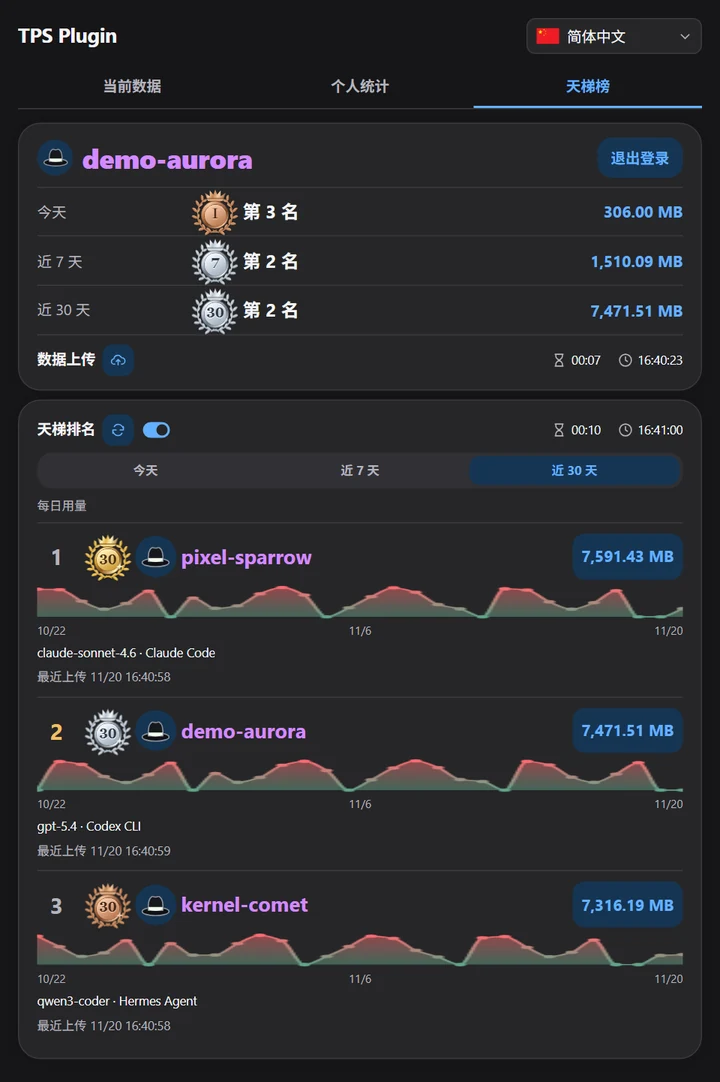 TPS Plugin
简体中文
当前数据 个人统计 天梯榜
demo-aurora 退出登录
今天 I 第 3 名 306.00 MB
近 7 天 7 第 2 名 1,510.09 MB
近 30 天 30 第 2 名 7,471.51 MB
数据上传 00:07 16:40:23
天梯排名 00:10 16:41:00
今天 近 7 天 近 30 天
每日用量
1 30 pixel-sparrow 7,591.43 MB
10/22 11/6 11/20
claude-sonnet-4.6 · Claude Code
最近上传 11/20 16:40:58
2 30 demo-aurora 7,471.51 MB
10/22 11/6 11/20
gpt-5.4 · Codex CLI
最近上传 11/20 16:40:59
3 30 kernel-comet 7,316.19 MB
10/22 11/6 11/20
qwen3-coder · Hermes Agent
最近上传 11/20 16:40:58